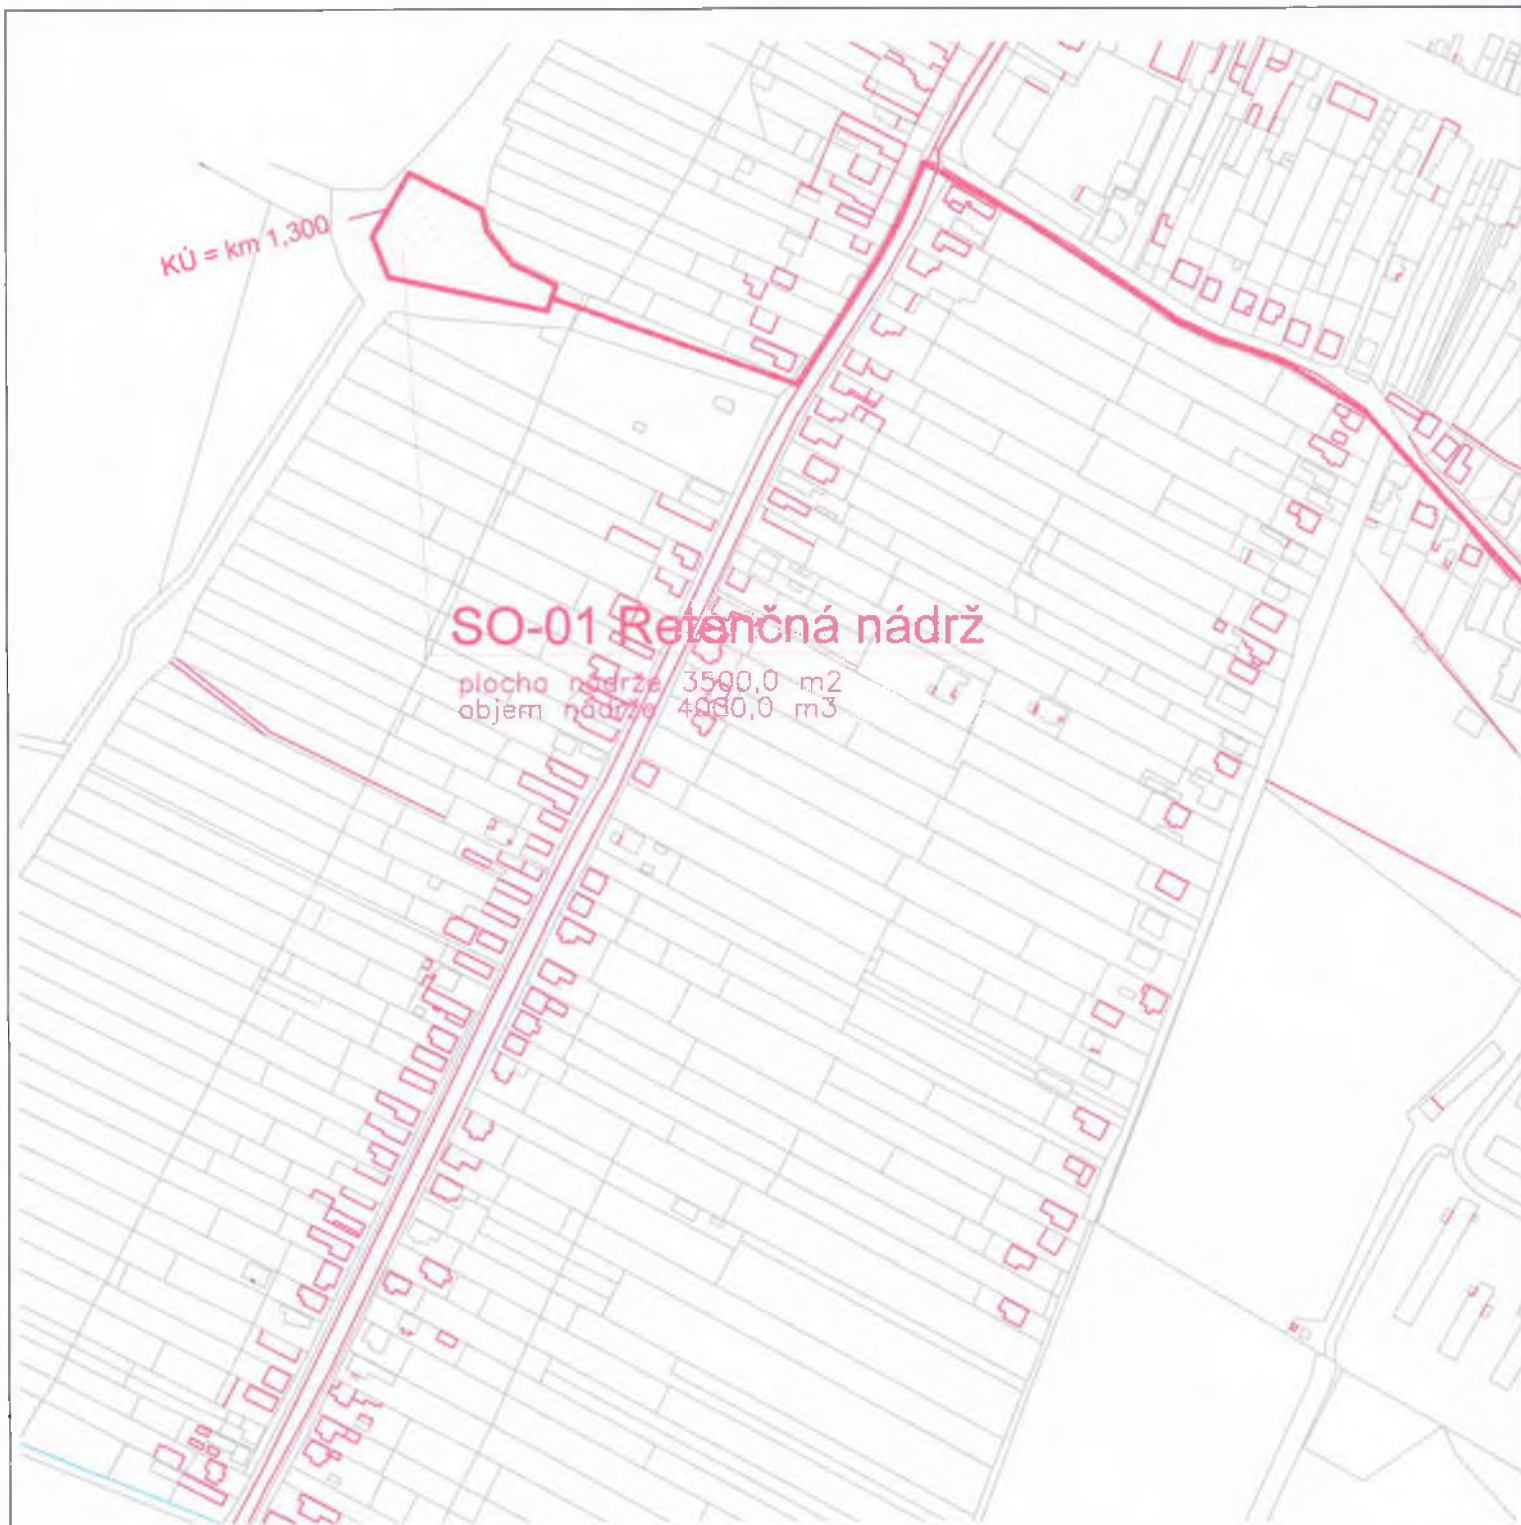 KÚ = km 1,300
SO-01 Retenčná nádrž
plocha nádrže 3500,0 m2
objem nádrže 4000,0 m3